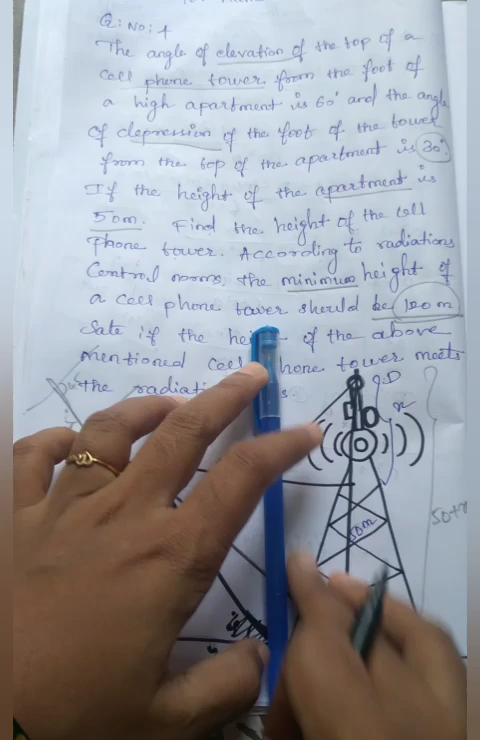 Q: No: 4
The angle of elevation of the top of a
Cell phone tower from the foot of
a high apartment is 60° and the angle
of depression of the foot of the tower
from the top of the apartment is 30°
If the height of the apartment is
50m. Find the height of the Cell
Phone tower. According to radiations
Control norms, the minimum height of
a cell phone tower should be 120m
Sate if the hei of the above
mentioned Cell hone tower meets
the radiati s.
D
x
50m
50+x